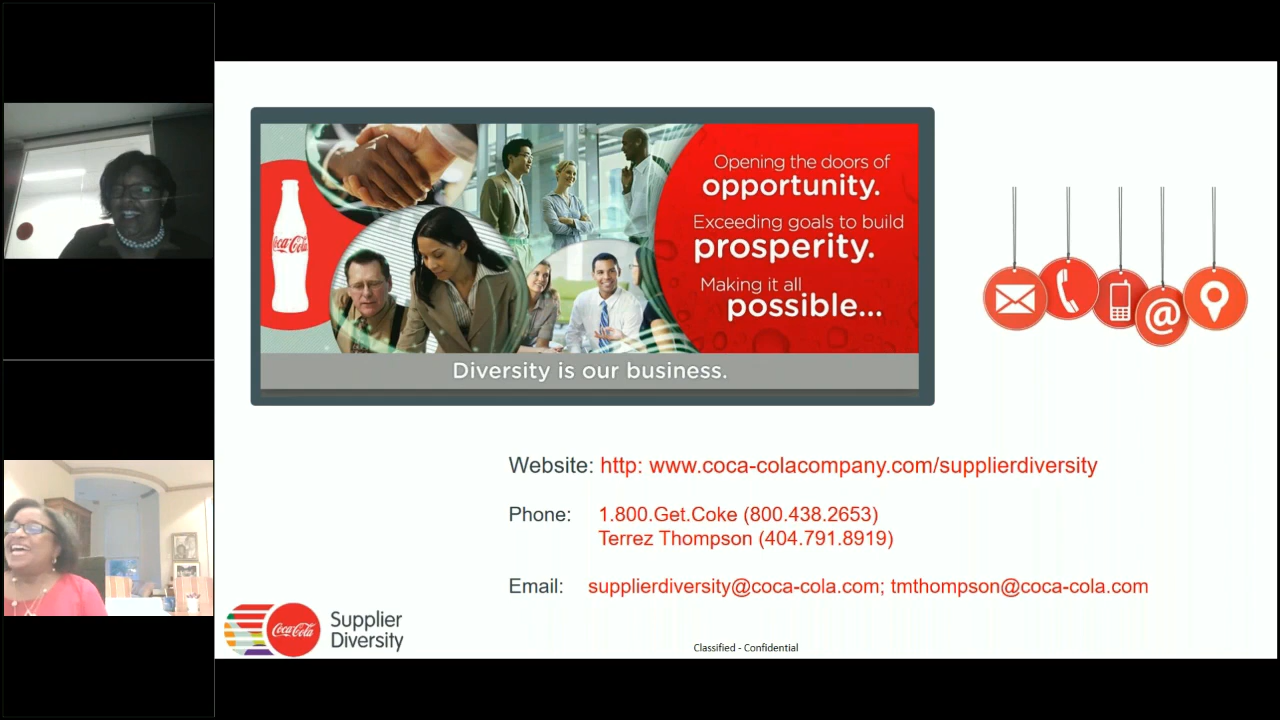 Coca-Cola
Opening the doors of
opportunity.
Exceeding goals to build
prosperity.
Making it all
possible...
Diversity is our business.
@
Website: http: www.coca-colacompany.com/supplierdiversity
Phone: 1.800.Get.Coke (800.438.2653)
Terrez Thompson (404.791.8919)
Email: supplierdiversity@coca-cola.com; tmthompson@coca-cola.com
Coca-Cola
Supplier
Diversity
Classified - Confidential